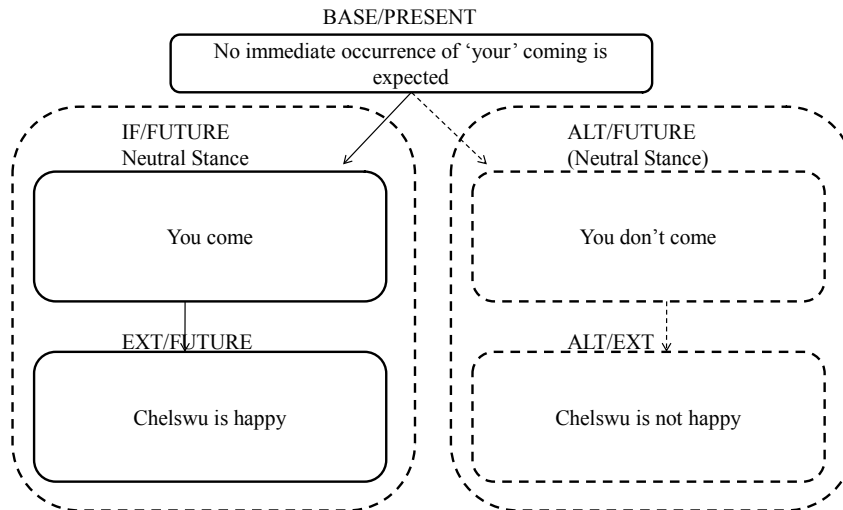 BASE/PRESENT
No immediate occurrence of ‘your’ coming is
expected
IF/FUTURE
Neutral Stance
You come
EXT/FUTURE
Chelswu is happy
ALT/FUTURE
(Neutral Stance)
You don’t come
ALT/EXT
Chelswu is not happy